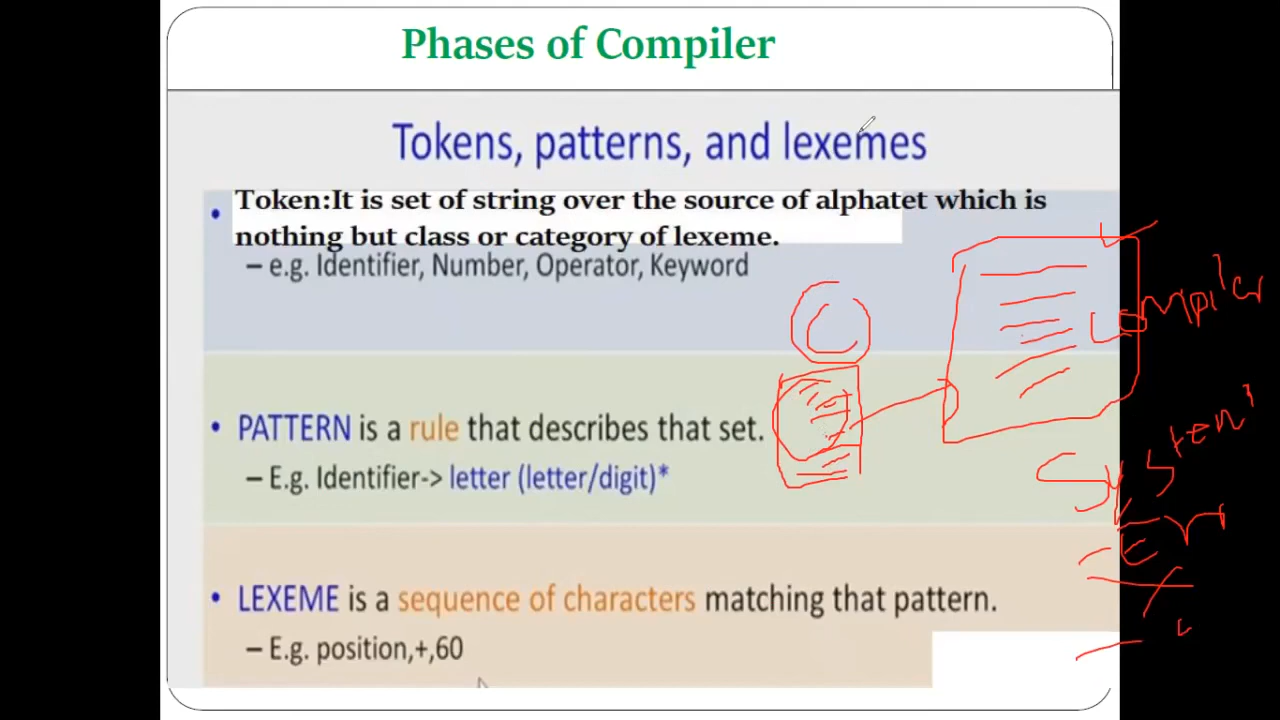 Phases of Compiler
Tokens, patterns, and lexemes
• Token:It is set of string over the source of alphatet which is
nothing but class or category of lexeme.
– e.g. Identifier, Number, Operator, Keyword
• PATTERN is a rule that describes that set.
– E.g. Identifier-> letter (letter/digit)*
• LEXEME is a sequence of characters matching that pattern.
– E.g. position,+,60
Compiler
System